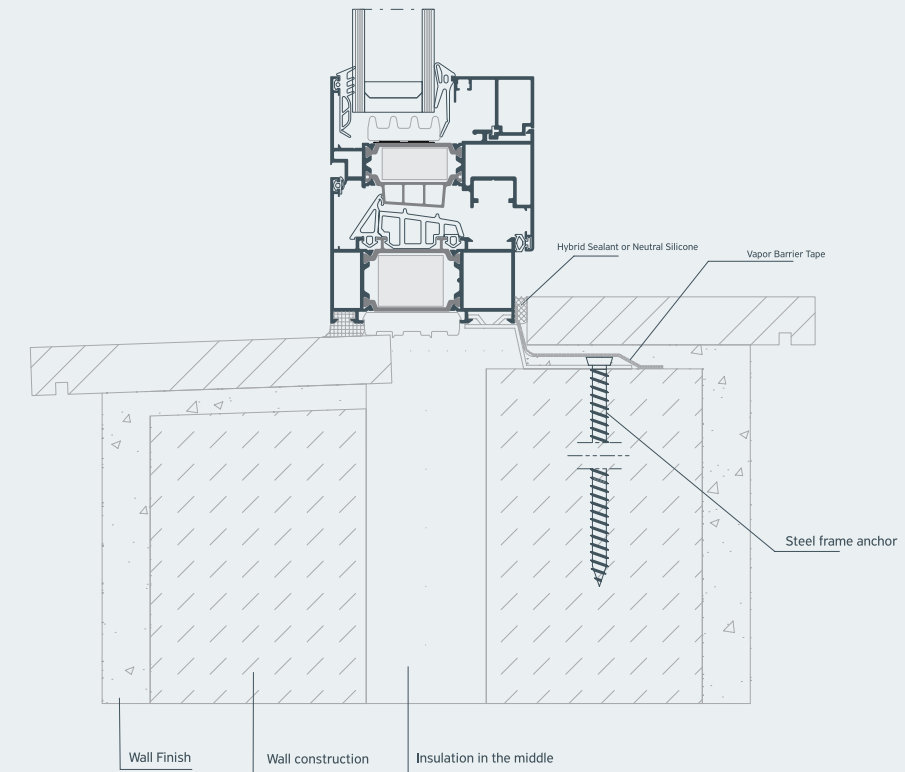 Hybrid Sealant or Neutral Silicone
Vapor Barrier Tape
Steel frame anchor
Wall Finish
Wall construction
Insulation in the middle